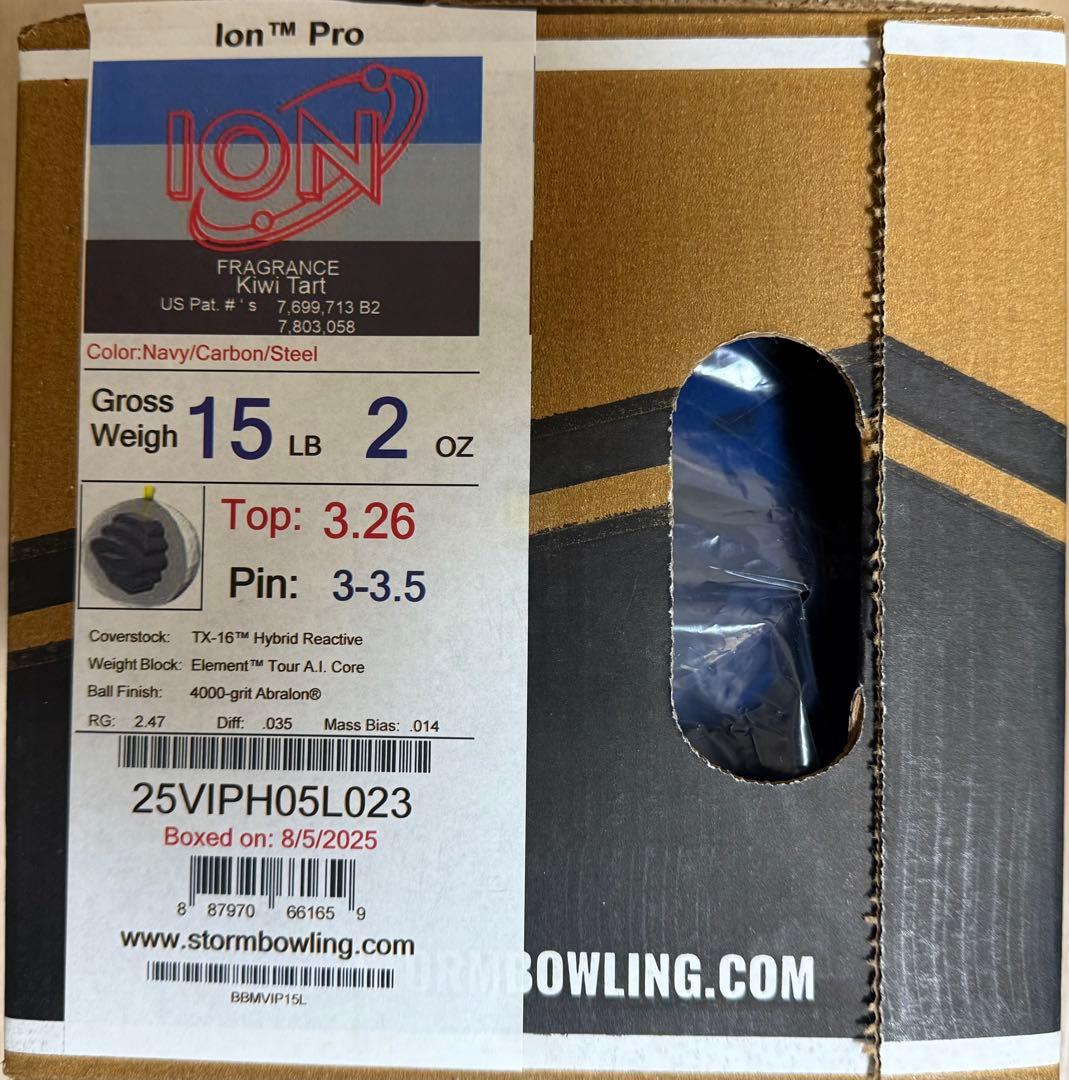 Ion™ Pro
ION
FRAGRANCE
Kiwi Tart
US Pat. # ' s 7,699,713 B2
7,803,058
Color:Navy/Carbon/Steel
Gross
Weigh 15 LB 2 OZ
Top: 3.26
Pin: 3-3.5
Coverstock: TX-16™ Hybrid Reactive
Weight Block: Element™ Tour A.I. Core
Ball Finish: 4000-grit Abralon®
RG: 2.47 Diff: .035 Mass Bias: .014
25VIPH05L023
Boxed on: 8/5/2025
8 87970 66165 9
www.stormbowling.com
BBMVIP15L
ORMBOWLING.COM